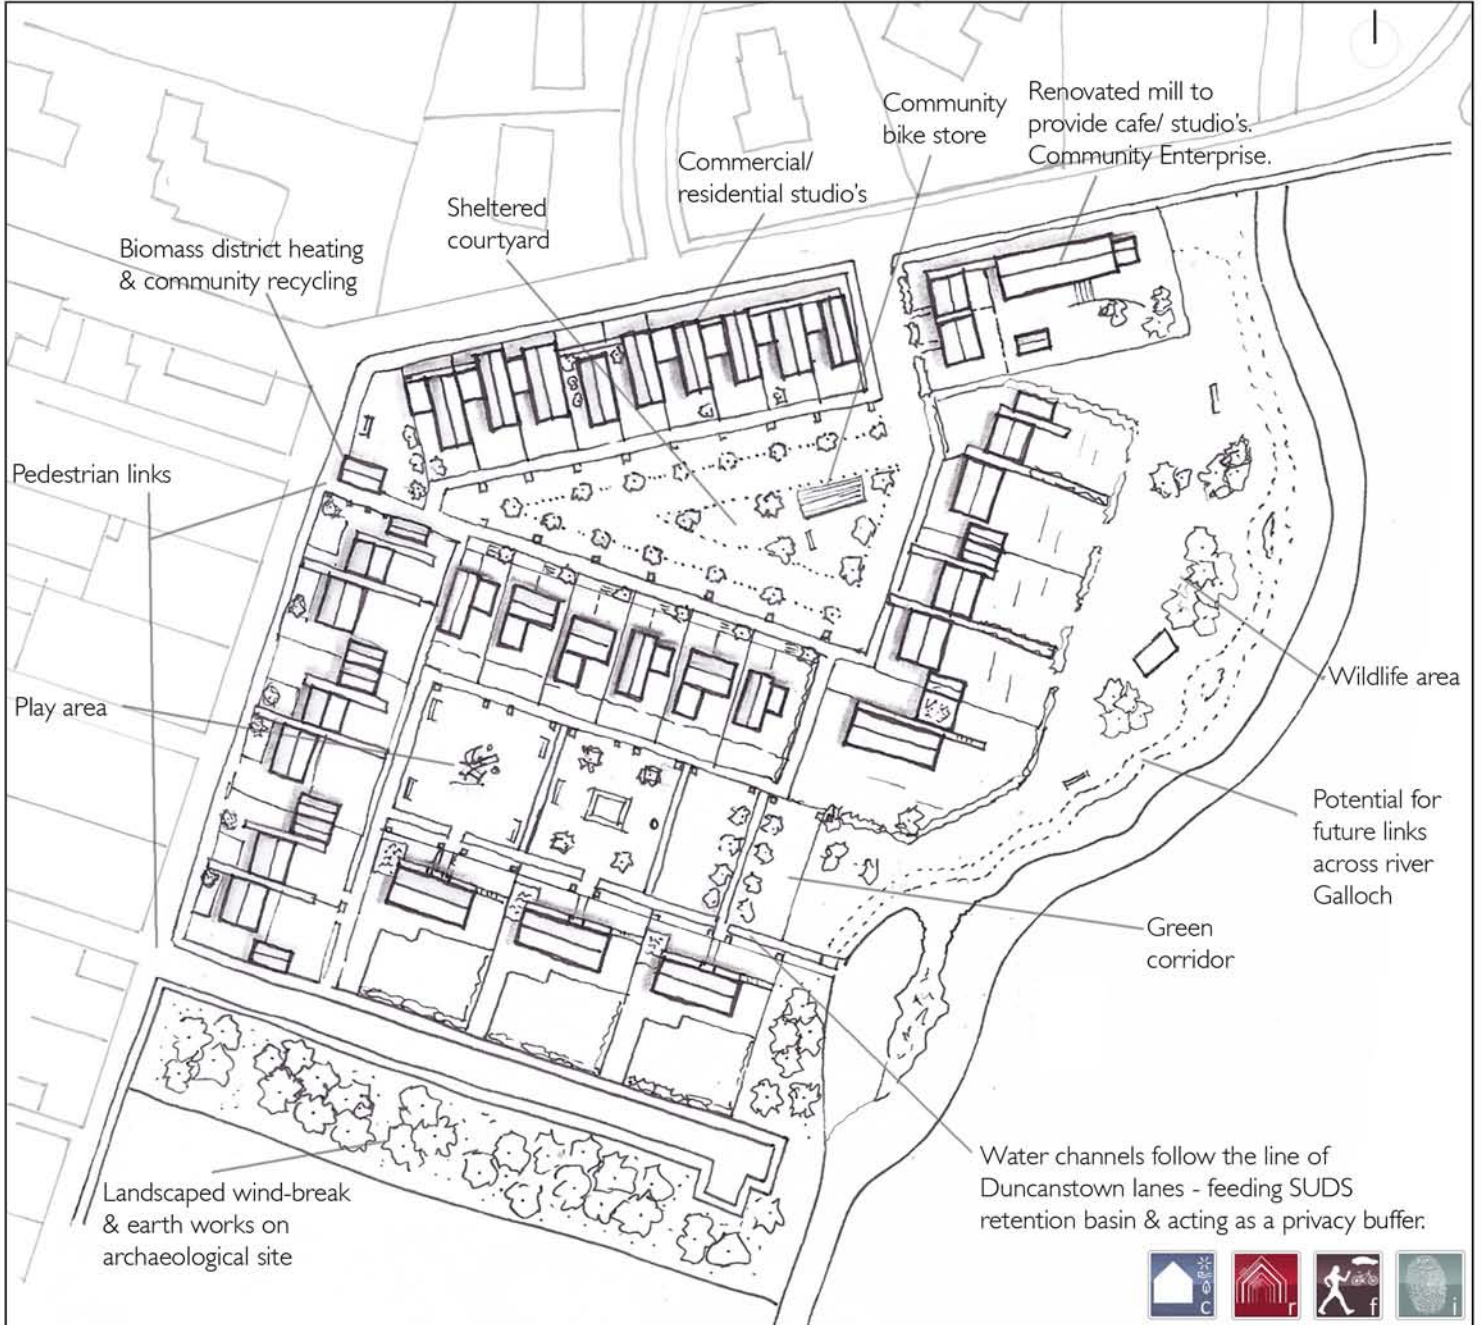 Community
bike store
Renovated mill to
provide cafe/ studio's.
Community Enterprise.
Commercial/
residential studio's
Sheltered
courtyard
Biomass district heating
& community recycling
Pedestrian links
Play area
Wildlife area
Potential for
future links
across river
Galloch
Green
corridor
Water channels follow the line of
Duncanstown lanes - feeding SUDS
retention basin & acting as a privacy buffer.
Landscaped wind-break
& earth works on
archaeological site
c
r
f
i